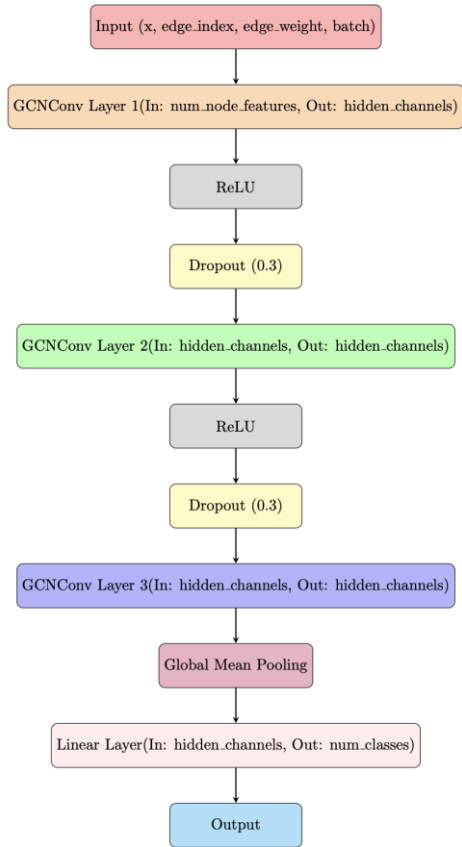 Input (x, edge_index, edge_weight, batch)
GCNConv Layer 1(In: num_node_features, Out: hidden_channels)
ReLU
Dropout (0.3)
GCNConv Layer 2(In: hidden_channels, Out: hidden_channels)
ReLU
Dropout (0.3)
GCNConv Layer 3(In: hidden_channels, Out: hidden_channels)
Global Mean Pooling
Linear Layer(In: hidden_channels, Out: num_classes)
Output